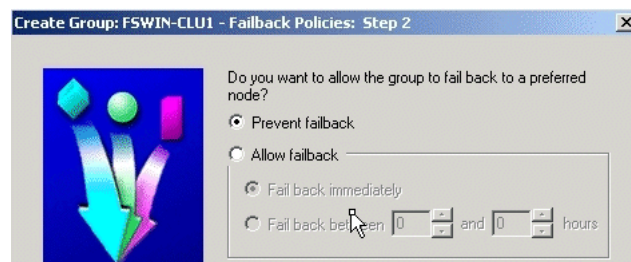 Create Group: FSWIN-CLU1 - Failback Policies: Step 2
Do you want to allow the group to fail back to a preferred
node?
Prevent failback
Allow failback
Fail back immediately
Fail back between 0 and 0 hours